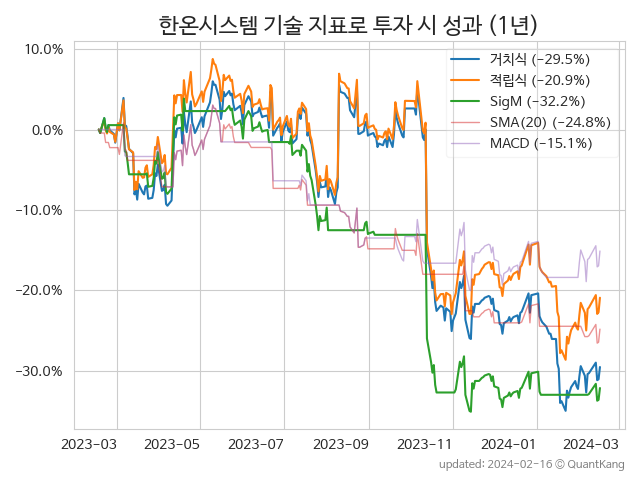 한온시스템 기술 지표로 투자 시 성과 (1년)
10.0%
0.0%
−10.0%
−20.0%
−30.0%
거치식 (−29.5%)
적립식 (−20.9%)
SigM (−32.2%)
SMA(20) (−24.8%)
MACD (−15.1%)
2023-03 2023-05 2023-07 2023-09 2023-11 2024-01 2024-03
updated: 2024-02-16 © QuantKang